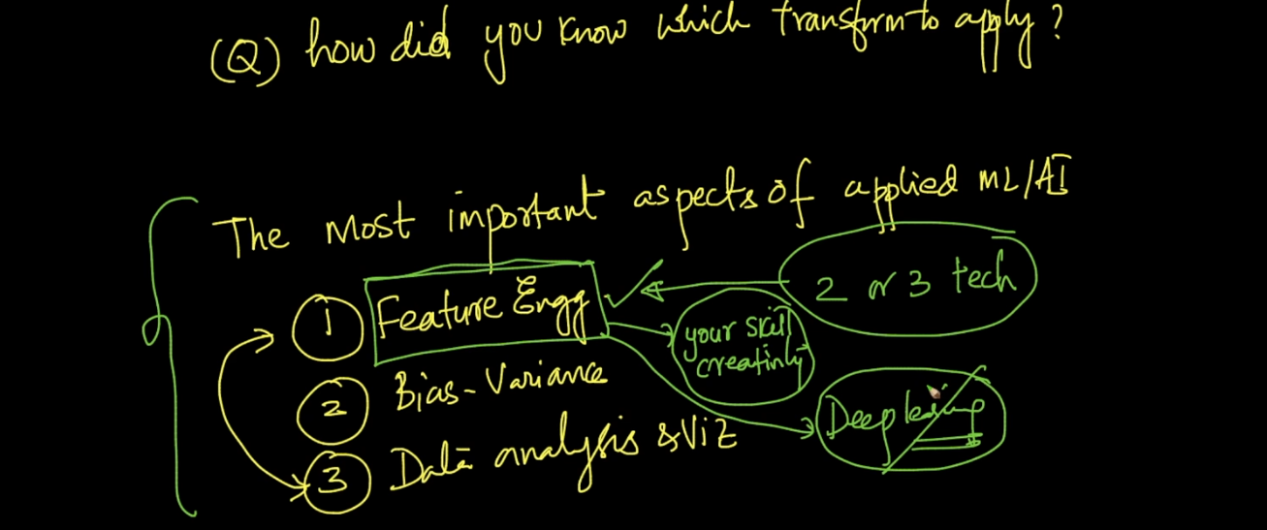 (Q) how did you know which transform to apply?
The most important aspects of applied ML/AI
1 Feature Engg
2 or 3 tech
your skill
creativity
2 Bias-Variance
Deep learning
3 Data analysis & Viz